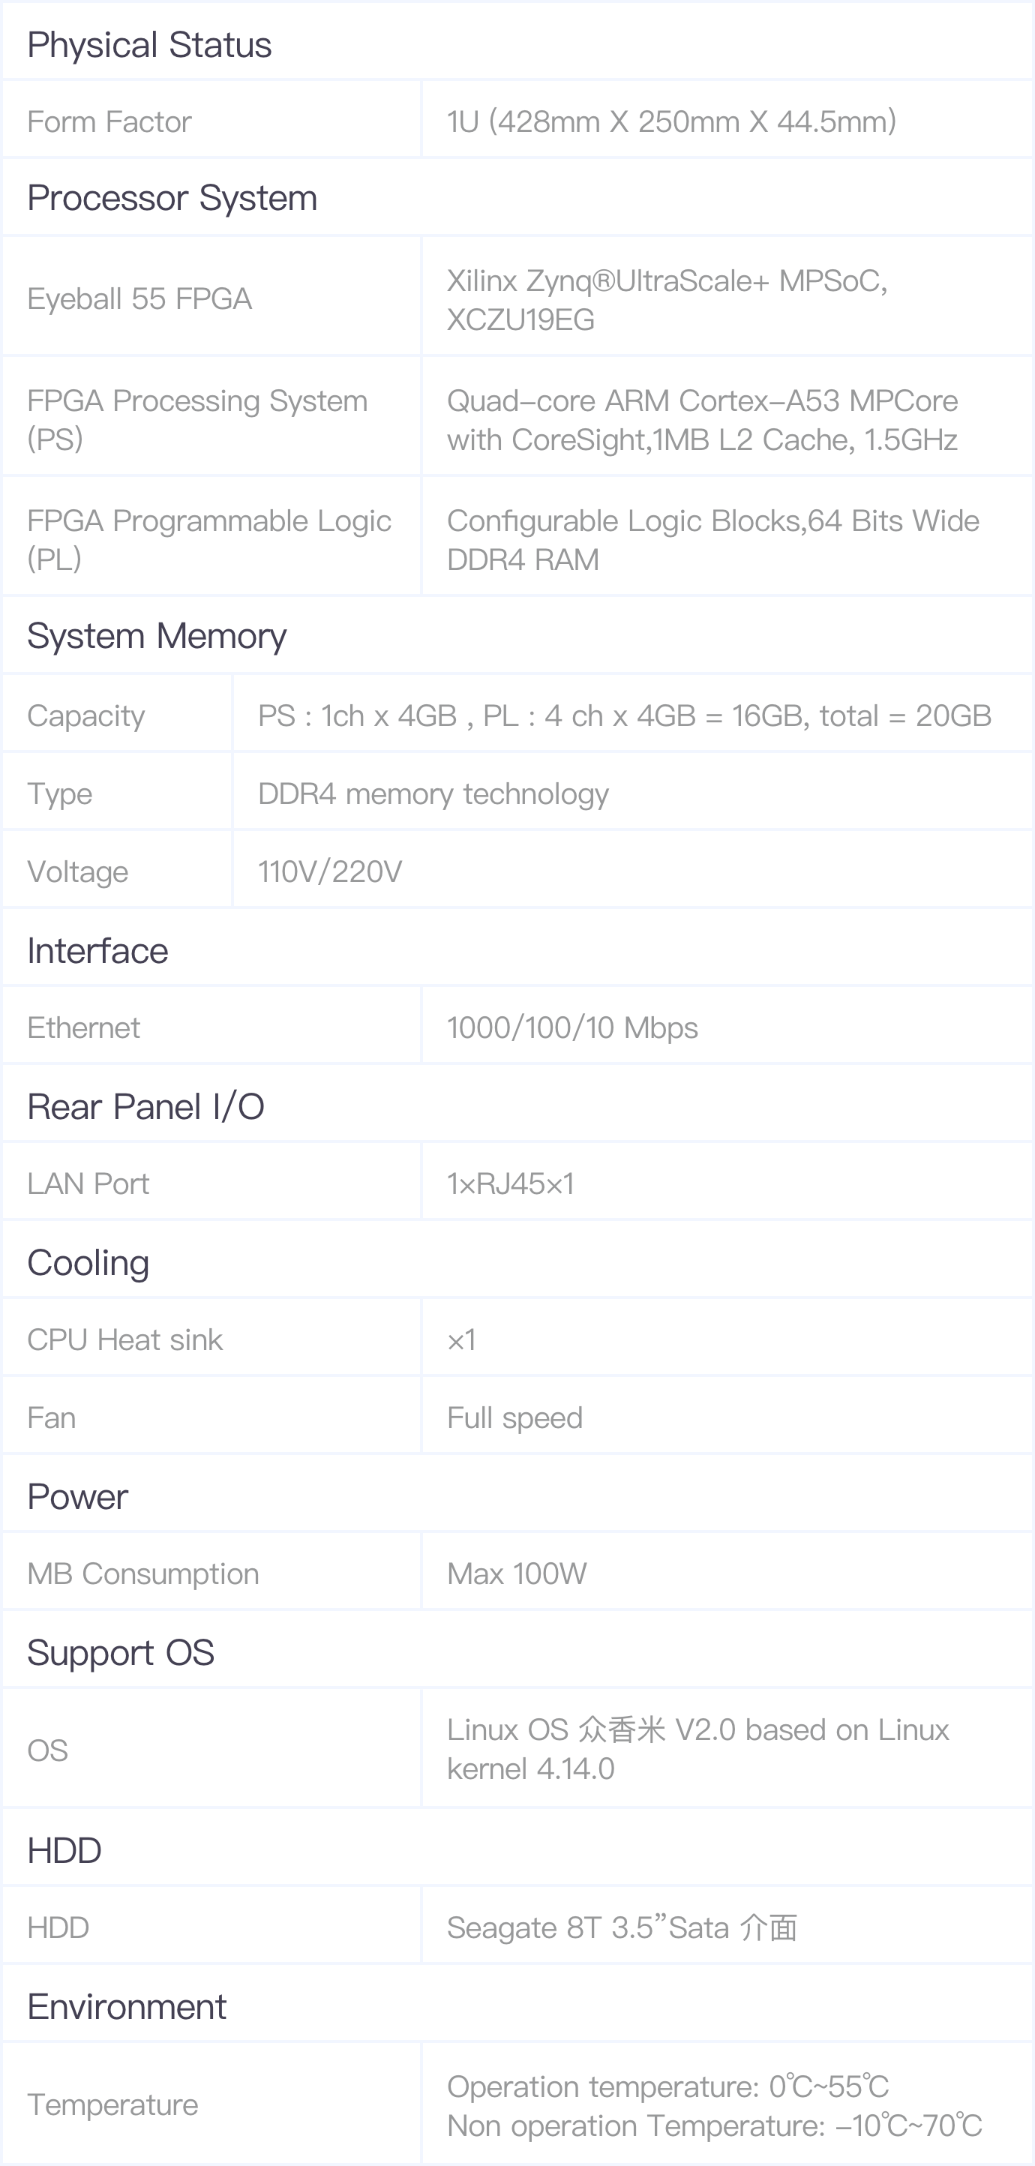 Physical Status
Form Factor
1U (428mm X 250mm X 44.5mm)
Processor System
Eyeball 55 FPGA
Xilinx Zynq®UltraScale+ MPSoC,
XCZU19EG
FPGA Processing System
(PS)
Quad-core ARM Cortex-A53 MPCore
with CoreSight,1MB L2 Cache, 1.5GHz
FPGA Programmable Logic
(PL)
Configurable Logic Blocks,64 Bits Wide
DDR4 RAM
System Memory
Capacity
PS : 1ch x 4GB , PL : 4 ch x 4GB = 16GB, total = 20GB
Type
DDR4 memory technology
Voltage
110V/220V
Interface
Ethernet
1000/100/10 Mbps
Rear Panel I/O
LAN Port
1×RJ45×1
Cooling
CPU Heat sink
×1
Fan
Full speed
Power
MB Consumption
Max 100W
Support OS
OS
Linux OS 众香米 V2.0 based on Linux
kernel 4.14.0
HDD
HDD
Seagate 8T 3.5”Sata 介面
Environment
Temperature
Operation temperature: 0℃~55℃
Non operation Temperature: -10℃~70℃